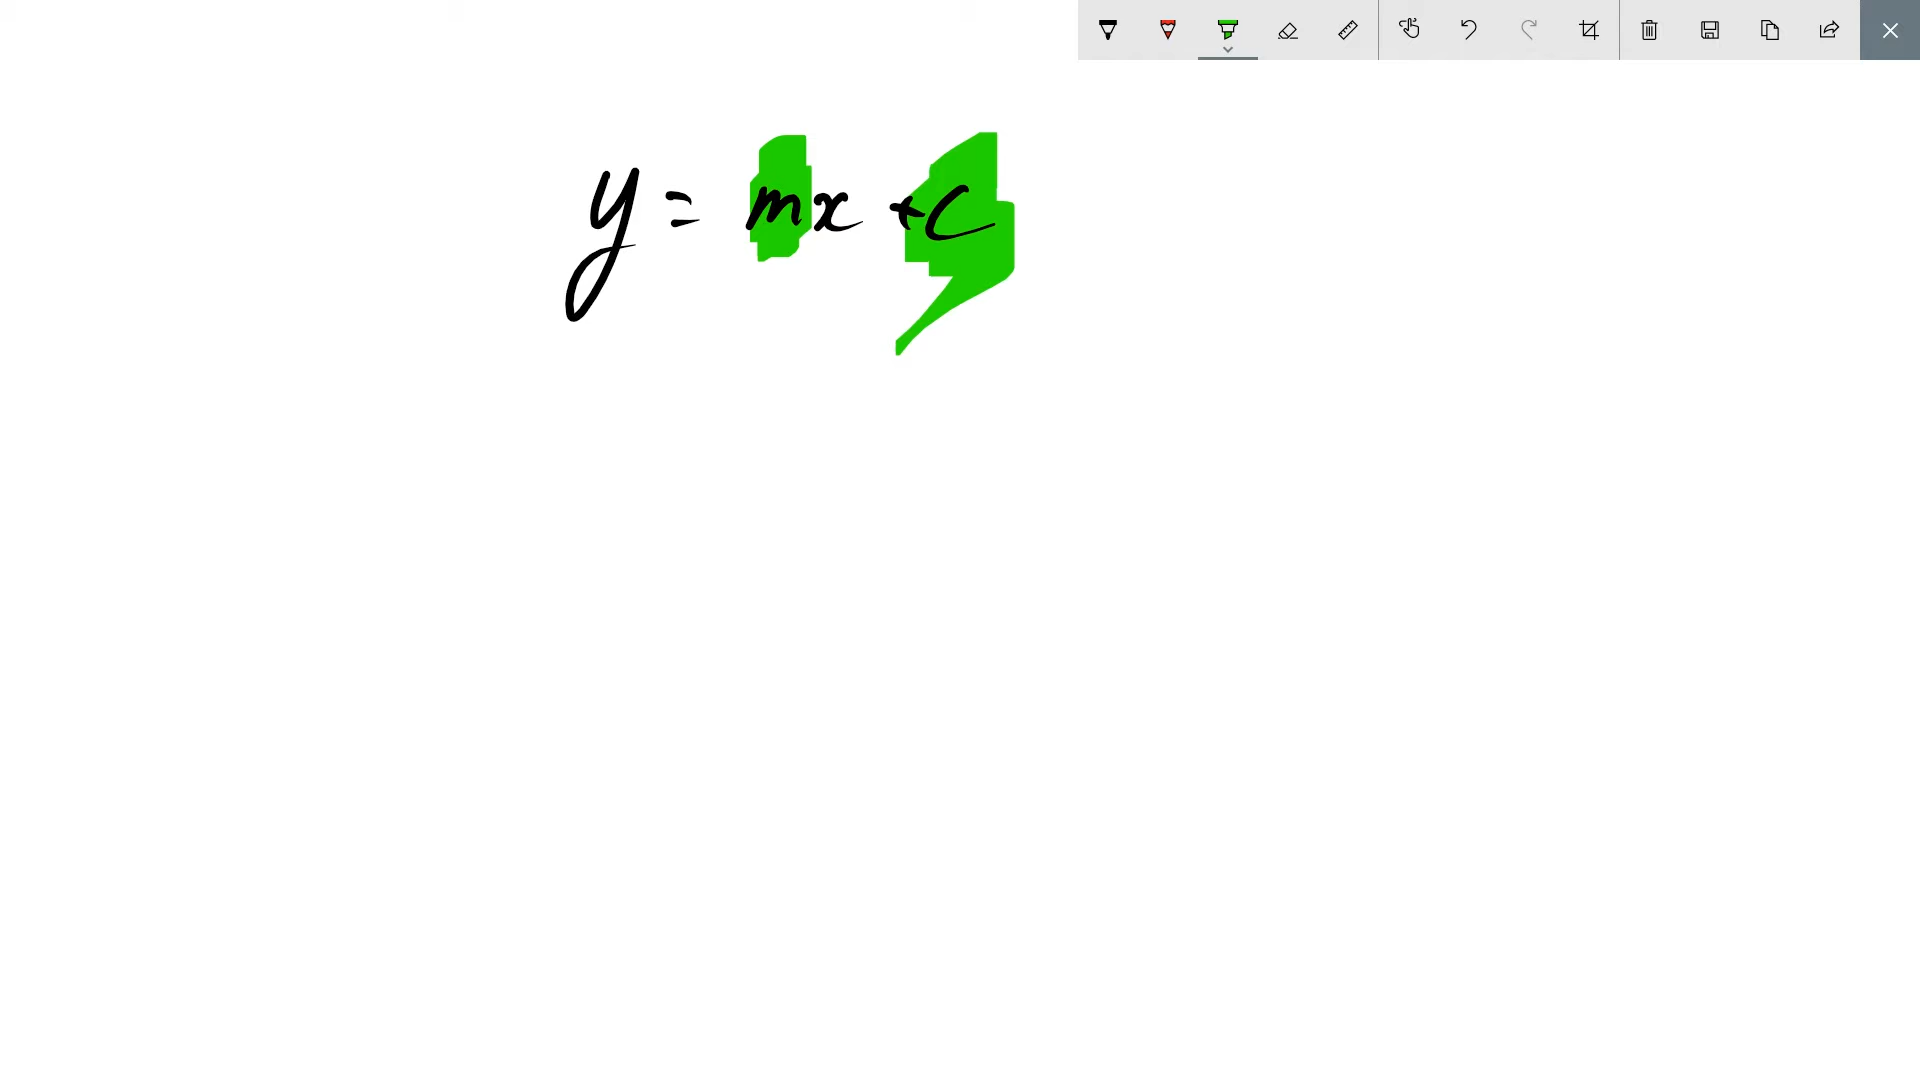 y = mx + c